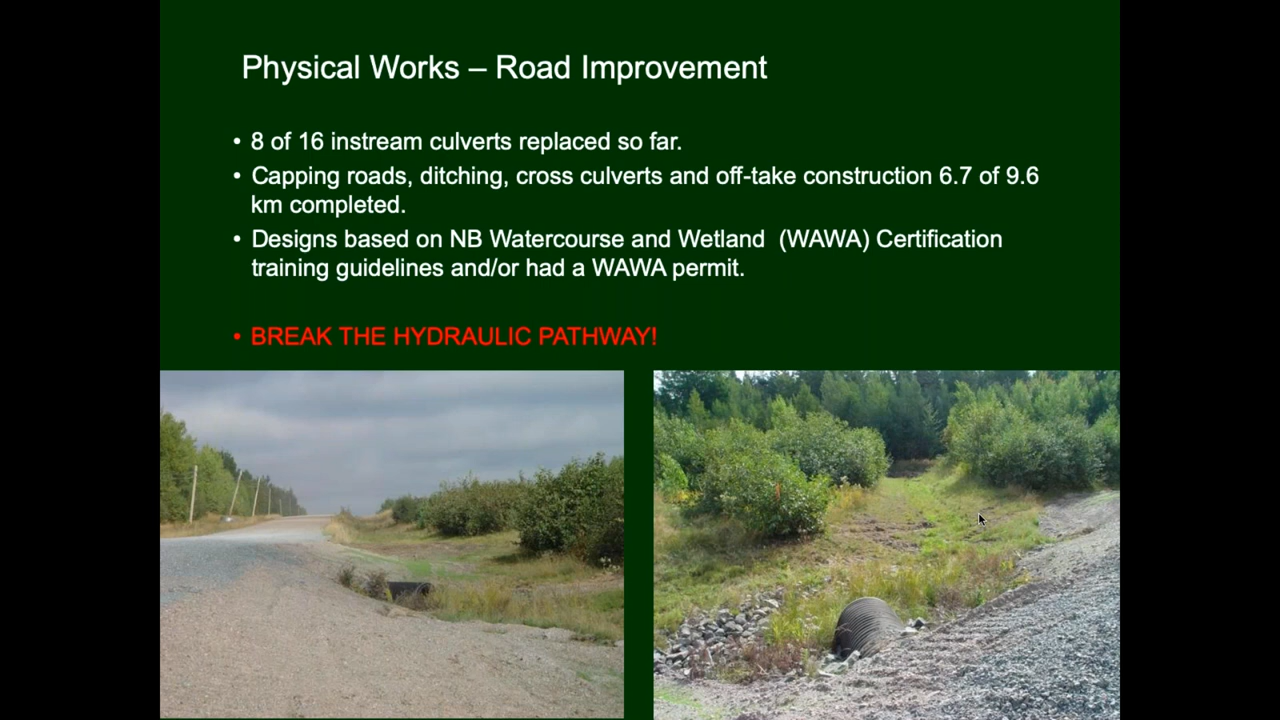 Physical Works – Road Improvement
• 8 of 16 instream culverts replaced so far.
• Capping roads, ditching, cross culverts and off-take construction 6.7 of 9.6
km completed.
• Designs based on NB Watercourse and Wetland  (WAWA) Certification
training guidelines and/or had a WAWA permit.
• BREAK THE HYDRAULIC PATHWAY!